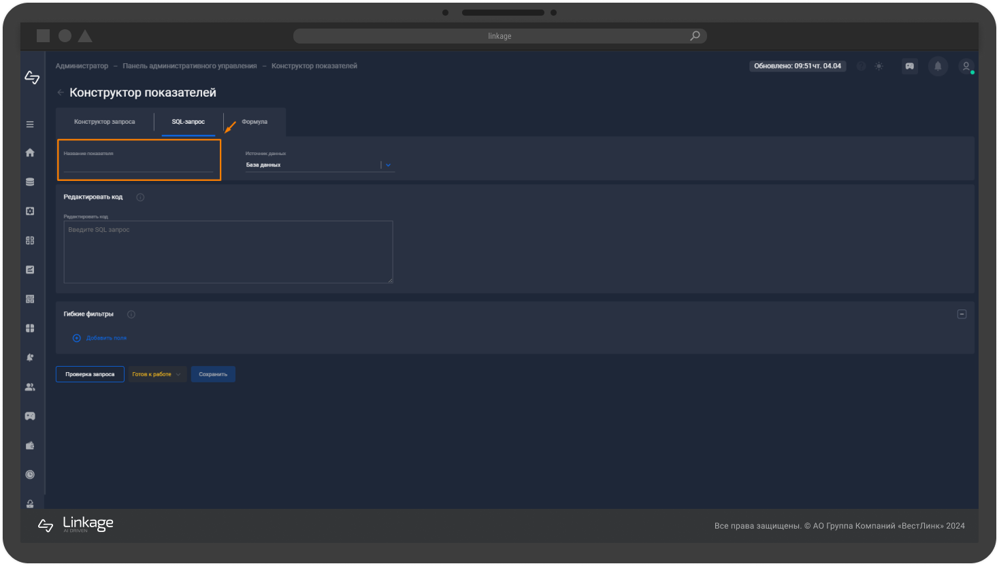 linkage
Администратор – Панель административного управления – Конструктор показателей
Обновлено: 09:51 чт. 04.04
Конструктор показателей
Конструктор запроса
SQL-запрос
Формула
Название показателя
Источник данных
База данных
Редактировать код
Редактировать код
Введите SQL запрос
Гибкие фильтры
Добавить поля
Проверка запроса
Готов к работе
Сохранить
Linkage
AI DRIVEN
Все права защищены. © АО Группа Компаний «ВестЛинк» 2024